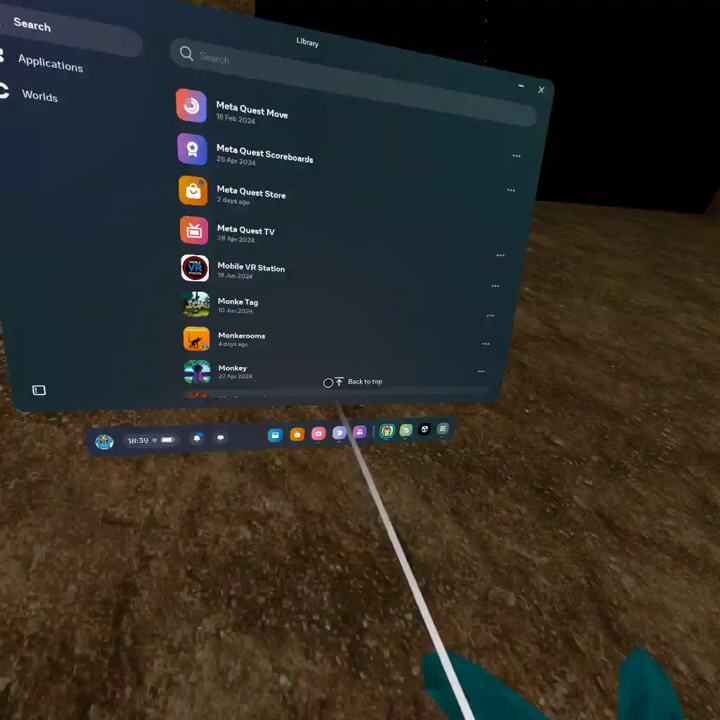 Search
Applications
Worlds
Library
Search
Meta Quest Move
18 Feb 2024
Meta Quest Scoreboards
26 Apr 2024
Meta Quest Store
2 days ago
Meta Quest TV
28 Apr 2024
Mobile VR Station
18 Jun 2024
Monke Tag
10 Jun 2024
Monkerooms
4 days ago
Monkey
27 Apr 2024
Back to top
18:39